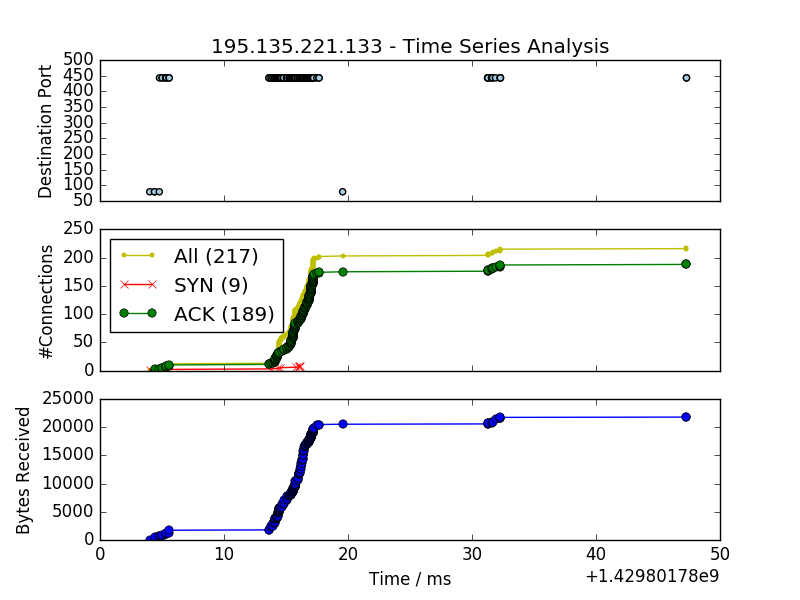 195.135.221.133 - Time Series Analysis
500
450
400
350
300
250
200
150
100
50
Destination Port
250
200
150
100
50
0
#Connections
All (217)
SYN (9)
ACK (189)
25000
20000
15000
10000
5000
0
Bytes Received
0 10 20 30 40 50
Time / ms
+1.42980178e9